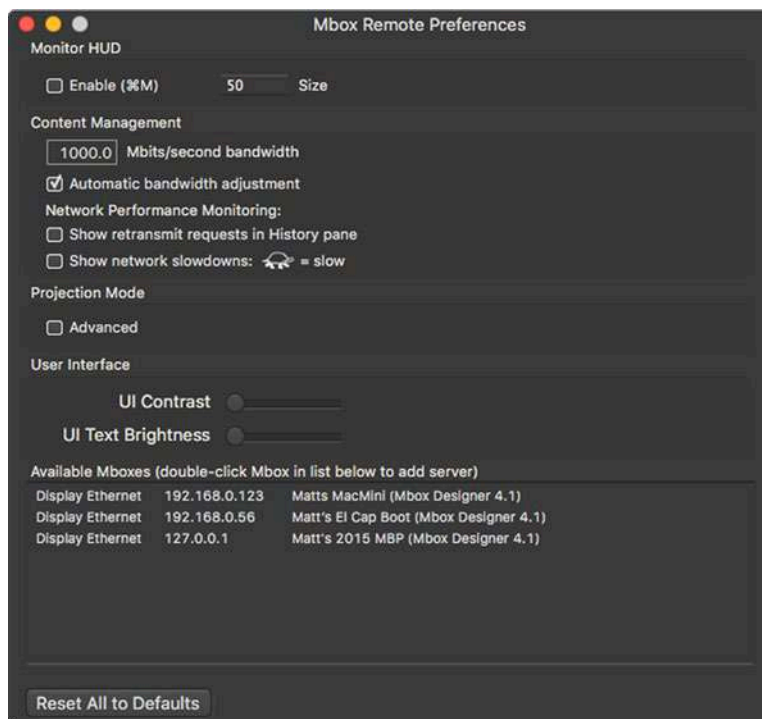 Mbox Remote Preferences
Monitor HUD
Enable (⌘M) 50 Size
Content Management
1000.0 Mbits/second bandwidth
Automatic bandwidth adjustment
Network Performance Monitoring:
Show retransmit requests in History pane
Show network slowdowns: = slow
Projection Mode
Advanced
User Interface
UI Contrast
UI Text Brightness
Available Mboxes (double-click Mbox in list below to add server)
Display Ethernet 192.168.0.123 Matts MacMini (Mbox Designer 4.1)
Display Ethernet 192.168.0.56 Matt's El Cap Boot (Mbox Designer 4.1)
Display Ethernet 127.0.0.1 Matt's 2015 MBP (Mbox Designer 4.1)
Reset All to Defaults